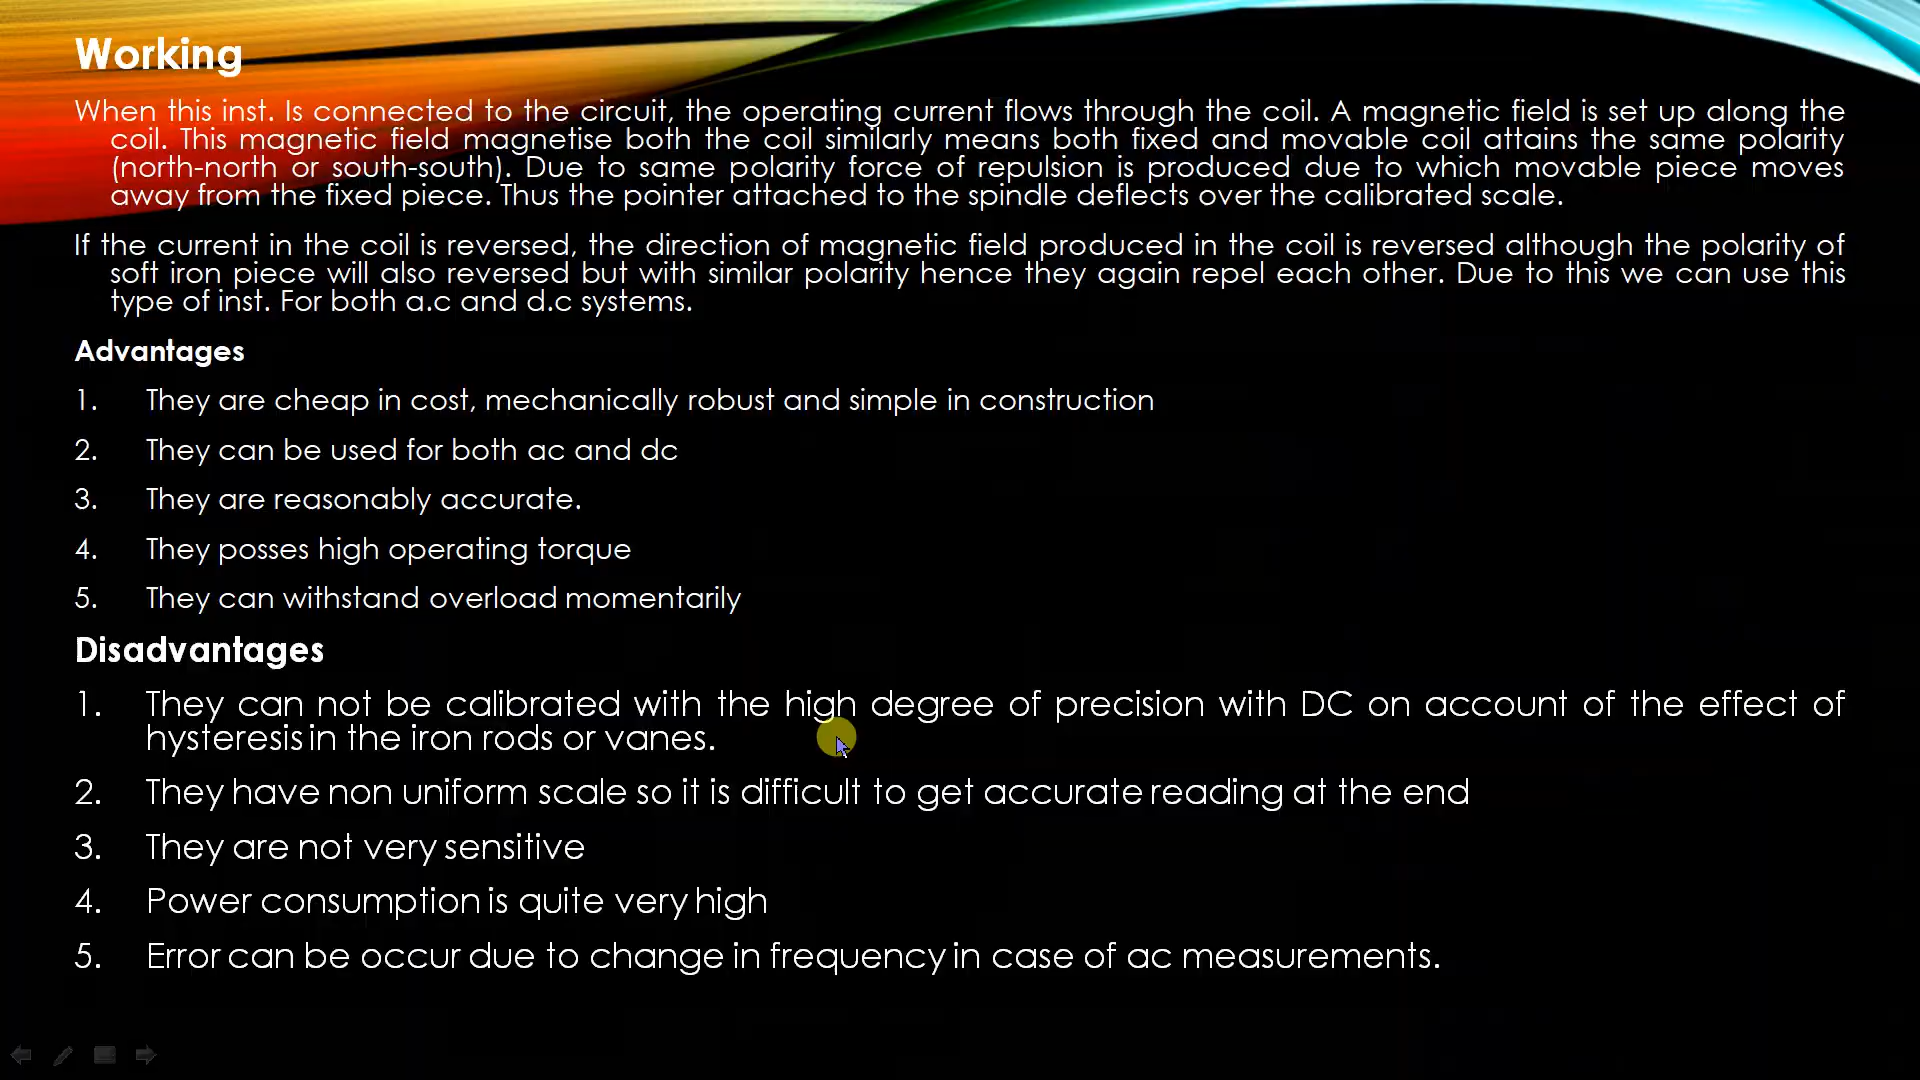 Working
When this inst. Is connected to the circuit, the operating current flows through the coil. A magnetic field is set up along the
coil. This magnetic field magnetise both the coil similarly means both fixed and movable coil attains the same polarity
(north-north or south-south). Due to same polarity force of repulsion is produced due to which movable piece moves
away from the fixed piece. Thus the pointer attached to the spindle deflects over the calibrated scale.
If the current in the coil is reversed, the direction of magnetic field produced in the coil is reversed although the polarity of
soft iron piece will also reversed but with similar polarity hence they again repel each other. Due to this we can use this
type of inst. For both a.c and d.c systems.
Advantages
1. They are cheap in cost, mechanically robust and simple in construction
2. They can be used for both ac and dc
3. They are reasonably accurate.
4. They posses high operating torque
5. They can withstand overload momentarily
Disadvantages
1. They can not be calibrated with the high degree of precision with DC on account of the effect of
hysteresis in the iron rods or vanes.
2. They have non uniform scale so it is difficult to get accurate reading at the end
3. They are not very sensitive
4. Power consumption is quite very high
5. Error can be occur due to change in frequency in case of ac measurements.